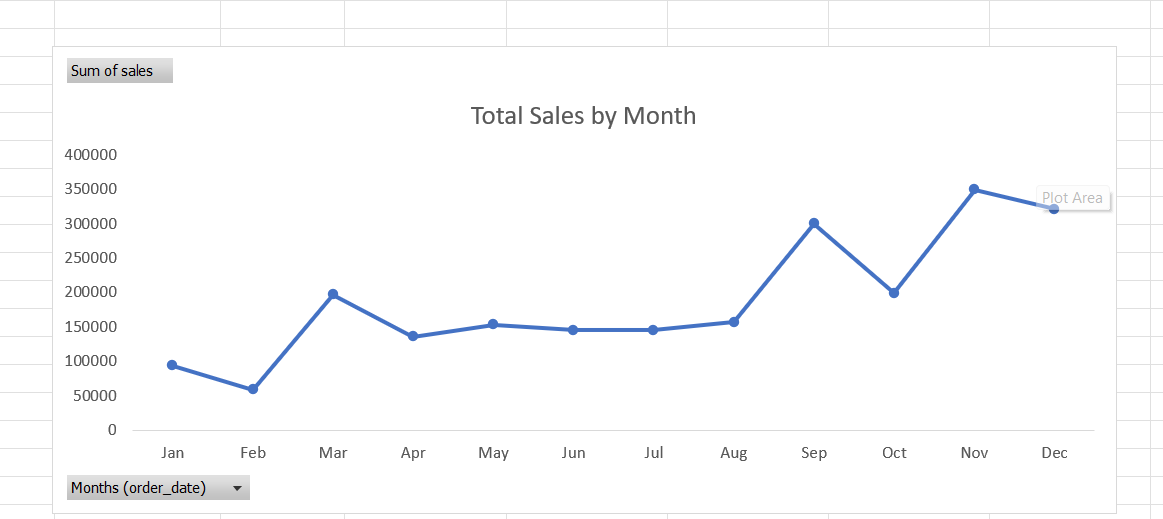 Sum of sales
Total Sales by Month
400000
350000
Plot Area
300000
250000
200000
150000
100000
50000
0
Jan Feb Mar Apr May Jun Jul Aug Sep Oct Nov Dec
Months (order_date)